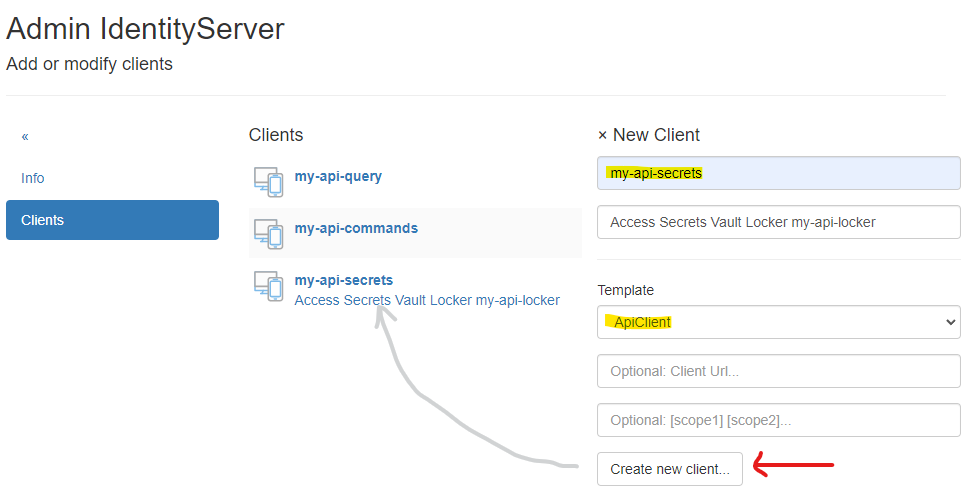 Admin IdentityServer
Add or modify clients
«
Info
Clients
Clients
my-api-query
my-api-commands
my-api-secrets
Access Secrets Vault Locker my-api-locker
× New Client
my-api-secrets
Access Secrets Vault Locker my-api-locker
Template
ApiClient
Optional: Client Url...
Optional: [scope1] [scope2]...
Create new client...